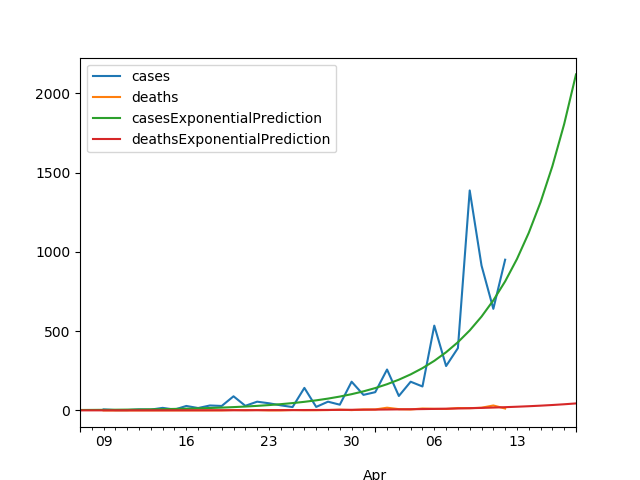 cases
deaths
casesExponentialPrediction
deathsExponentialPrediction
2000
1500
1000
500
0
09 16 23 30 06 13
Apr